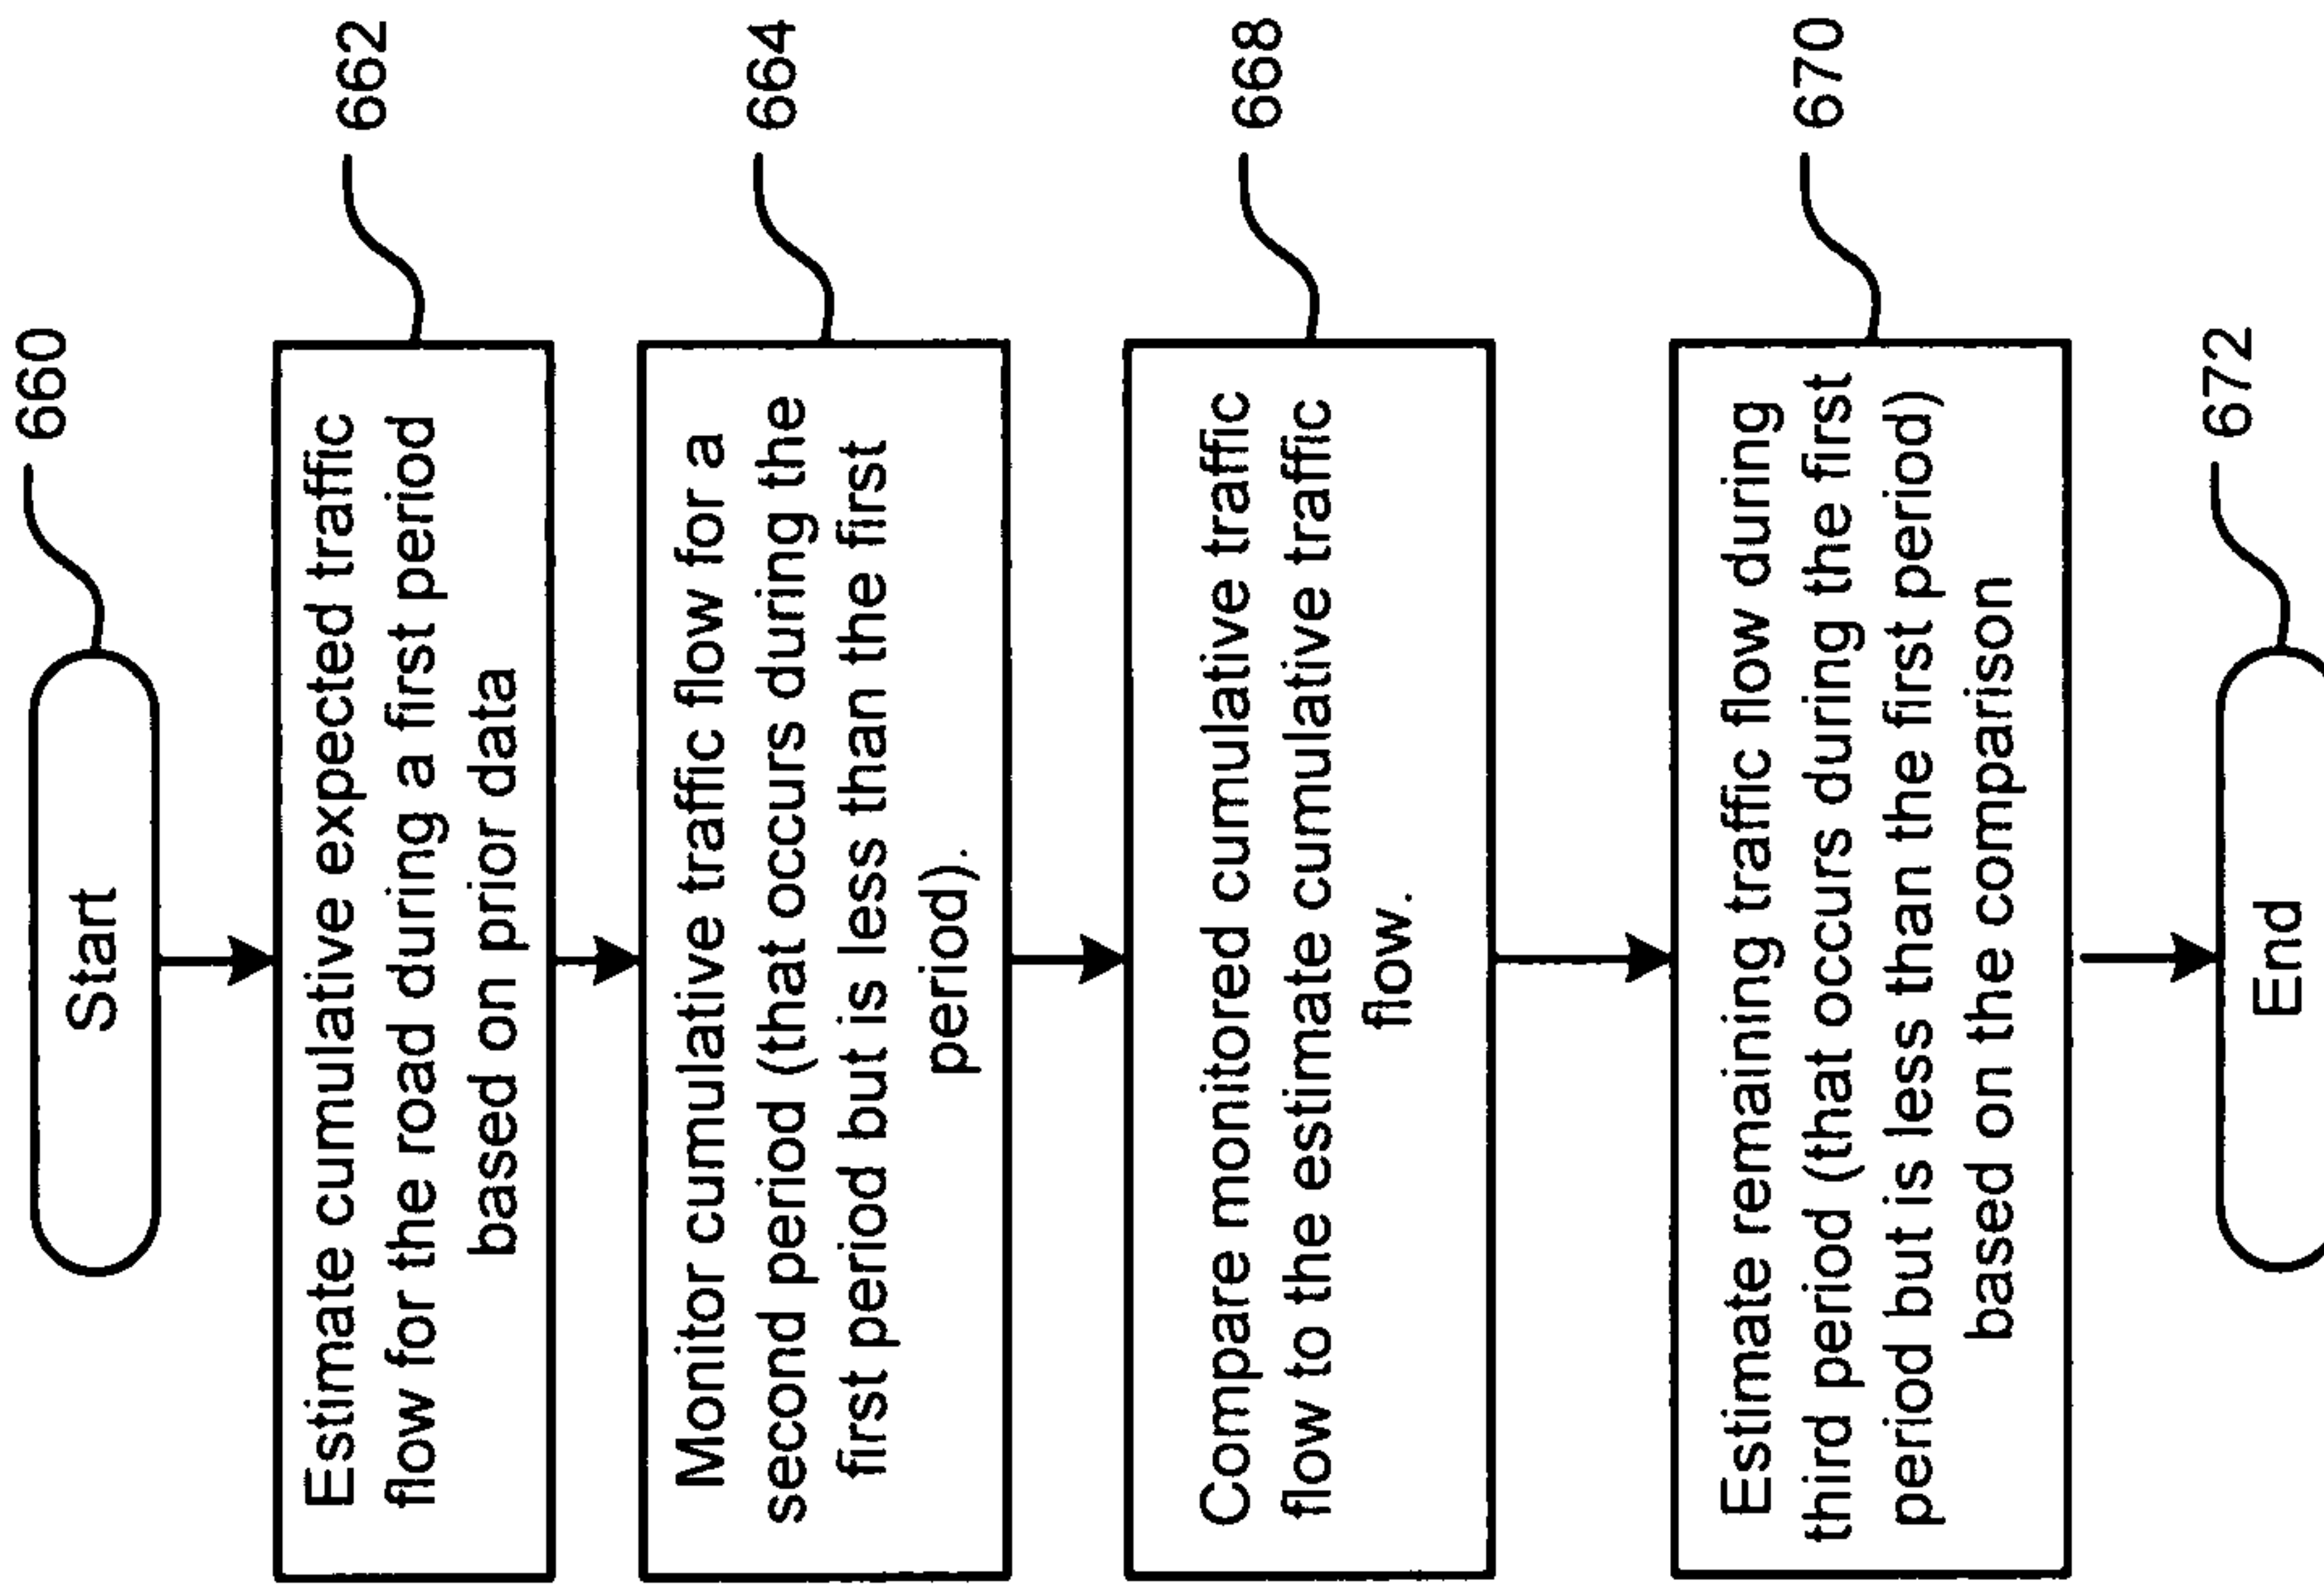 Start
660
Estimate cumulative expected traffic
flow for the road during a first period
based on prior data
662
Monitor cumulative traffic flow for a
second period (that occurs during the
first period but is less than the first
period).
664
Compare monitored cumulative traffic
flow to the estimate cumulative traffic
flow.
668
Estimate remaining traffic flow during
third period (that occurs during the first
period but is less than the first period)
based on the comparison
670
End
672